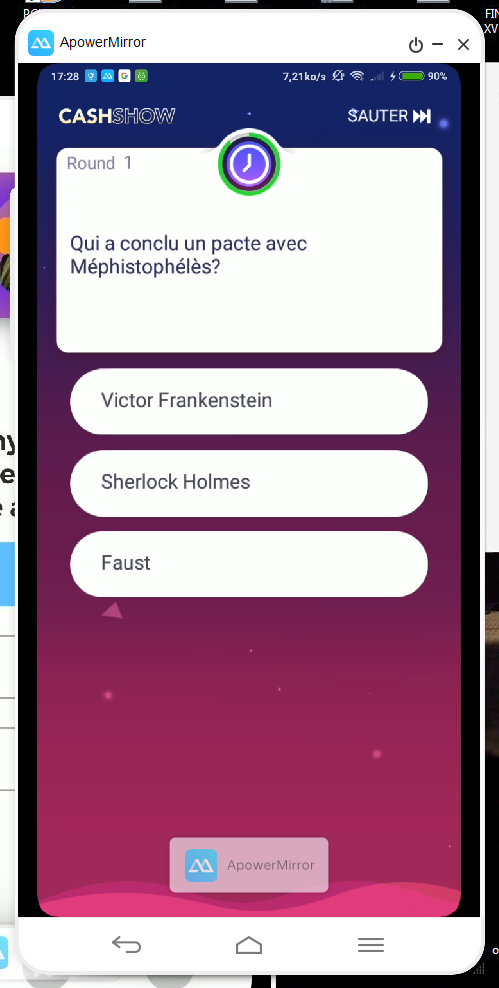 ApowerMirror
17:28
7,21ko/s
90%
CASHSHOW
SAUTER
Round 1
Qui a conclu un pacte avec
Méphistophélès?
Victor Frankenstein
Sherlock Holmes
Faust
ApowerMirror